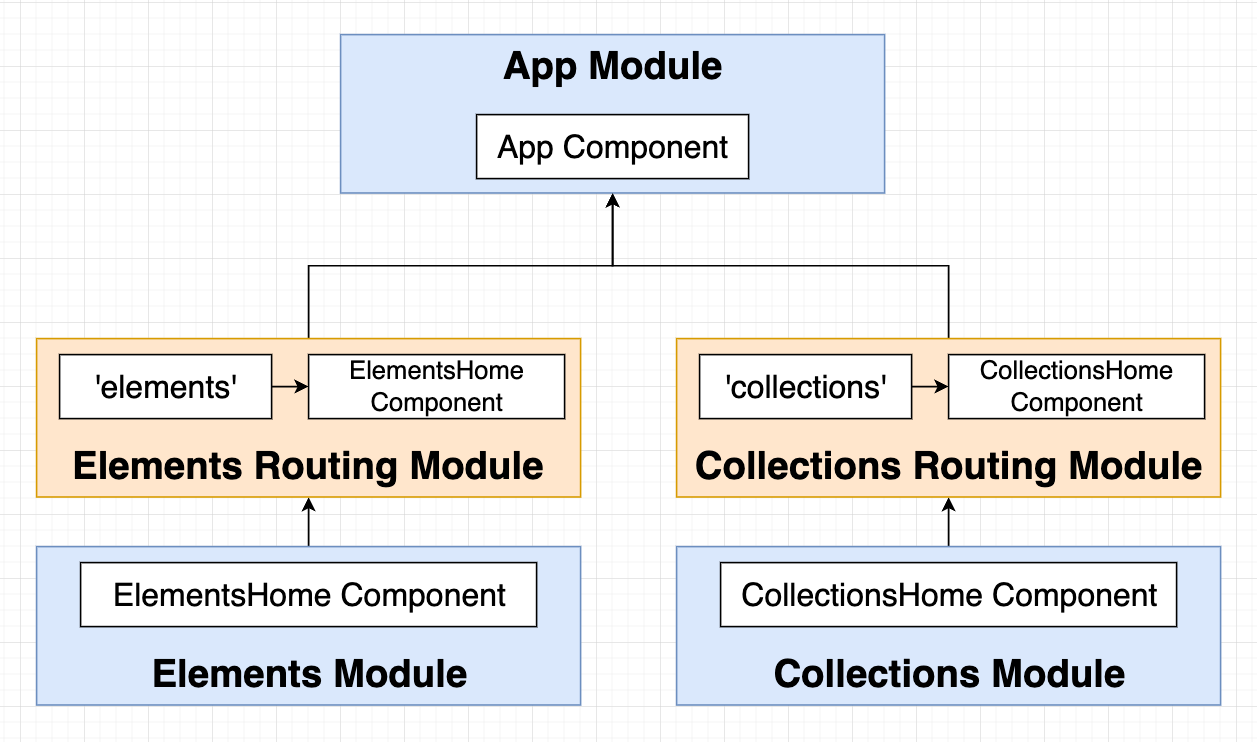 App Module
App Component
'elements'
ElementsHome
Component
Elements Routing Module
'collections'
CollectionsHome
Component
Collections Routing Module
ElementsHome Component
Elements Module
CollectionsHome Component
Collections Module